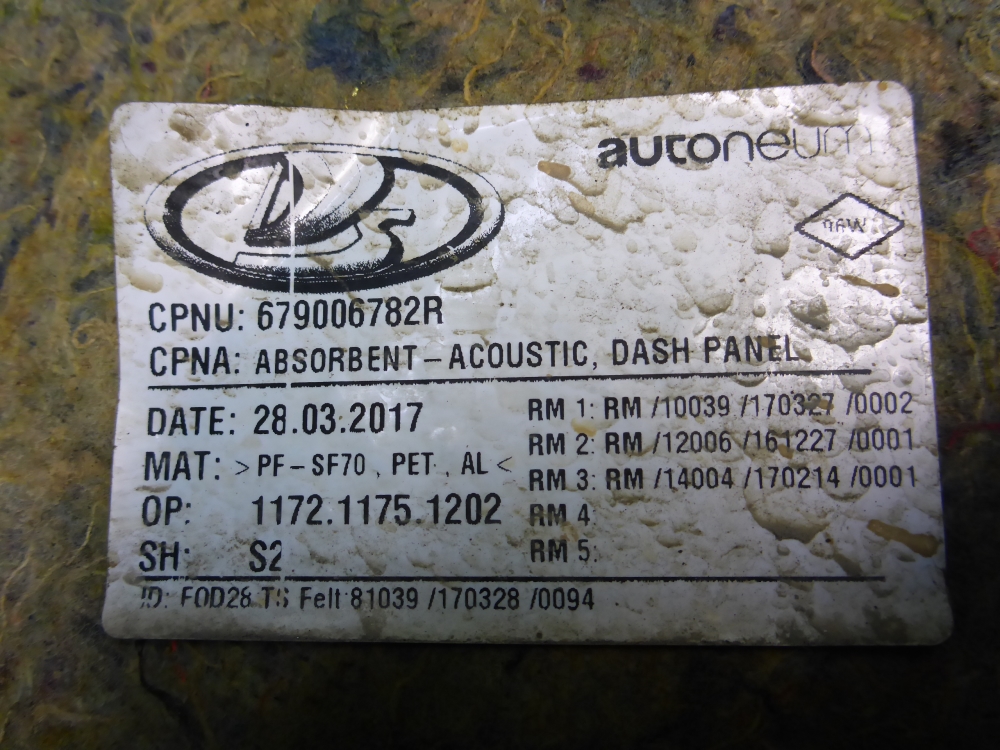 autoneum
CPNU: 679006782R
CPNA: ABSORBENT-ACOUSTIC, DASH PANEL
DATE: 28.03.2017
MAT: >PF-SF70, PET, AL<
OP: 1172.1175.1202
SH: S2
RM 1: RM /10039 /170327 /0002
RM 2: RM /12006 /161227 /0001
RM 3: RM /14004 /170214 /0001
RM 4
RM 5:
ID: FOD28 TS Felt 81039 /170328 /0094